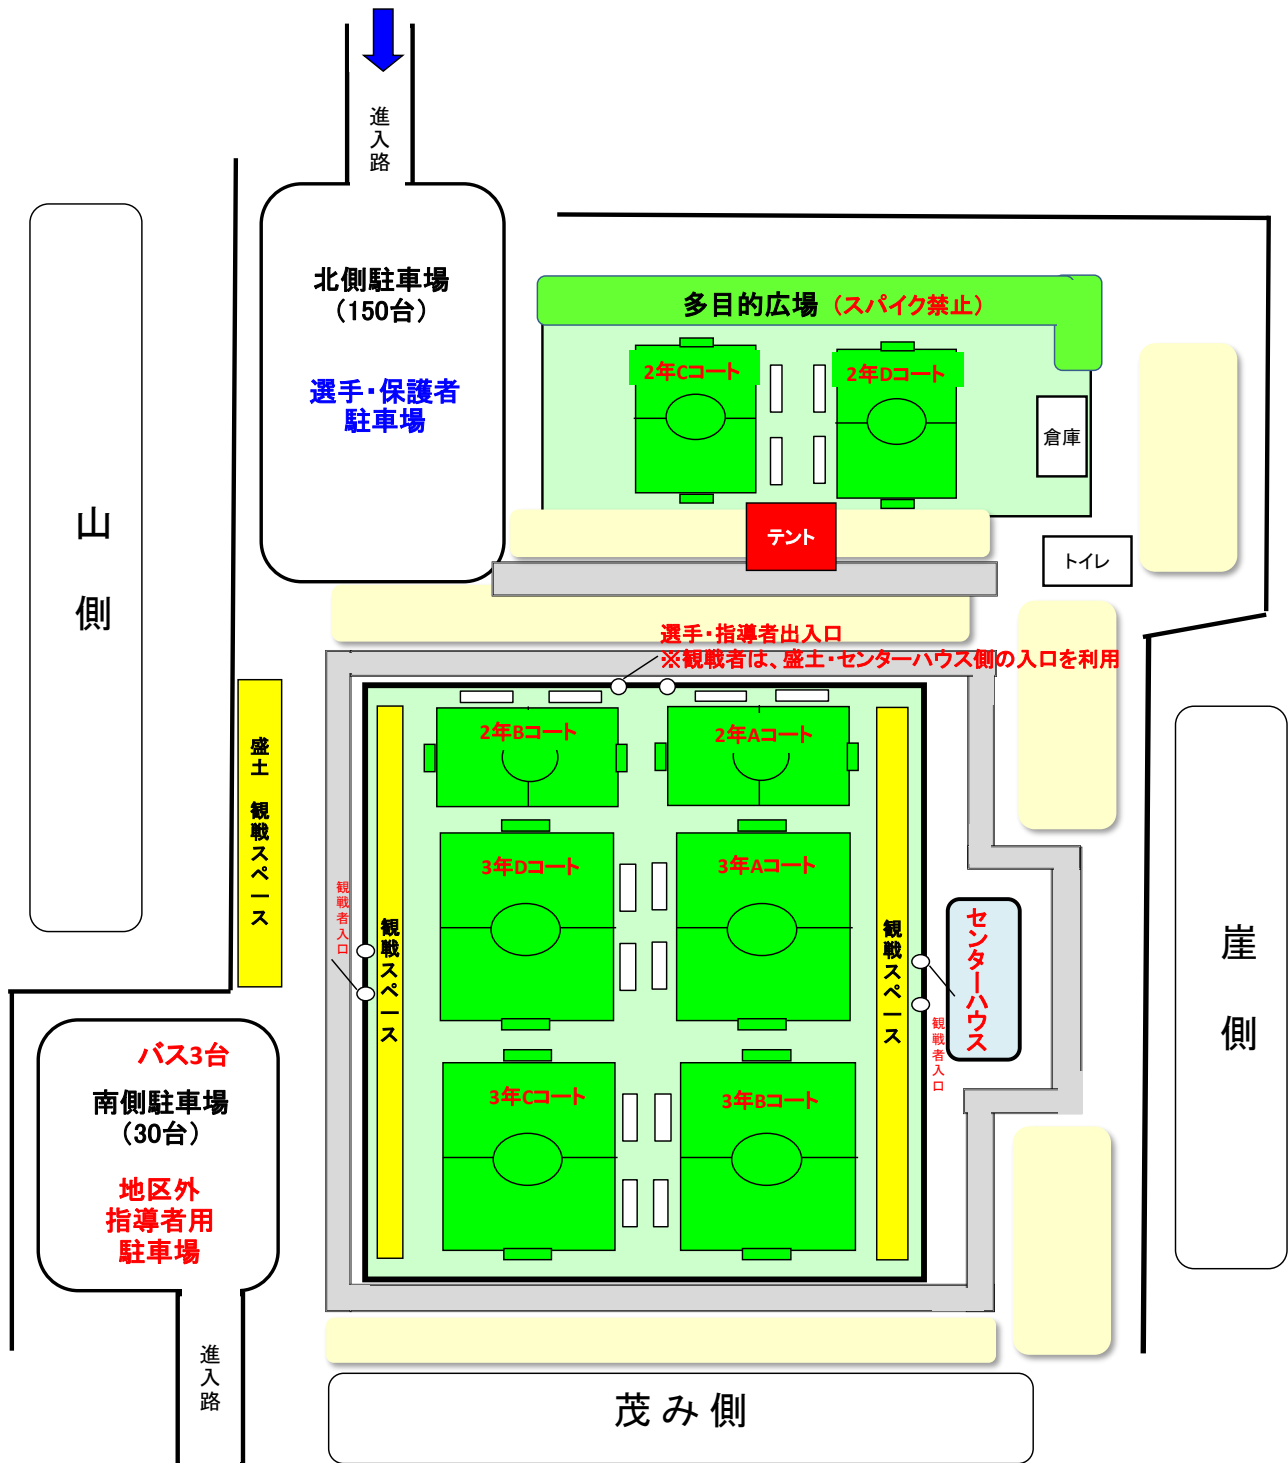 進入路
北側駐車場
（150台）
選手・保護者
駐車場
多目的広場（スパイク禁止）
2年Cコート
2年Dコート
倉庫
テント
トイレ
山側
選手・指導者出入口
※観戦者は、盛土・センターハウス側の入口を利用
盛土　観戦スペース
2年Bコート
2年Aコート
3年Dコート
3年Aコート
観戦者入口
観戦スペース
観戦スペース
センターハウス
観戦者入口
崖側
バス3台
南側駐車場
（30台）
地区外
指導者用
駐車場
3年Cコート
3年Bコート
進入路
茂み側